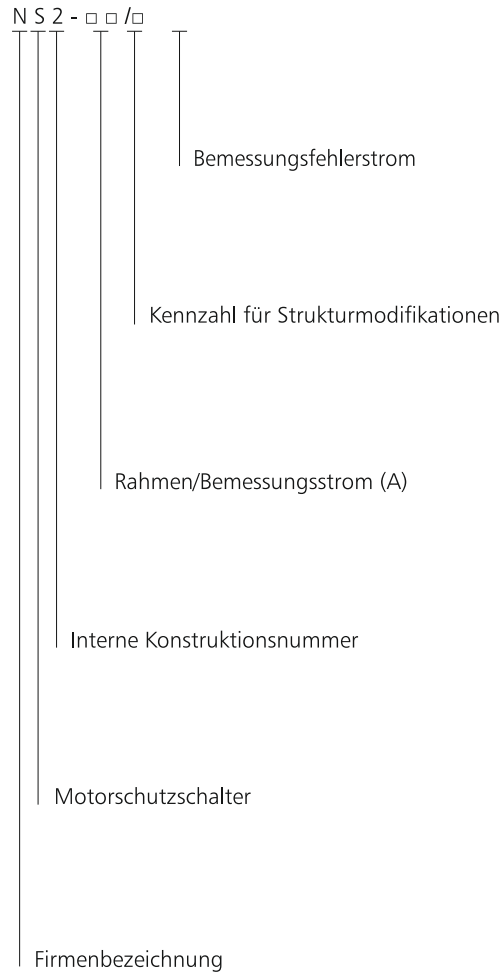 N S 2 - □ □ /□
Bemessungsfehlerstrom
Kennzahl für Strukturmodifikationen
Rahmen/Bemessungsstrom (A)
Interne Konstruktionsnummer
Motorschutzschalter
Firmenbezeichnung